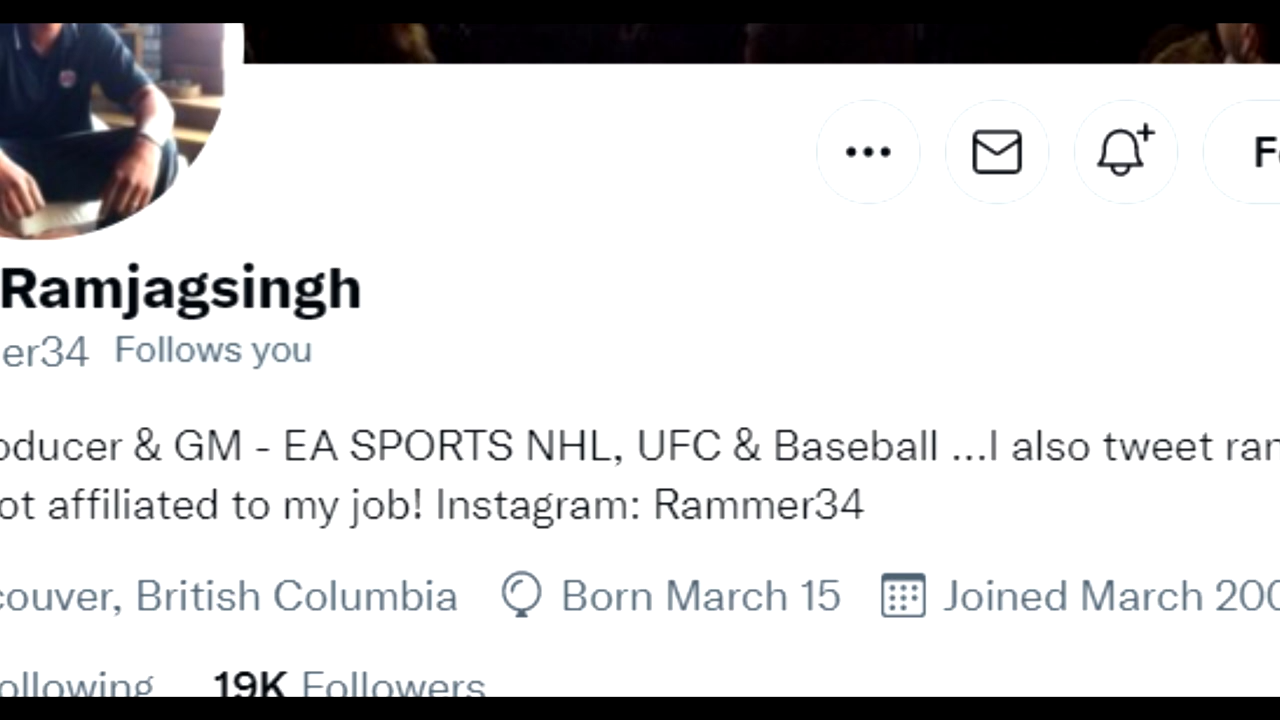 Ramjagsingh
er34 Follows you
oducer & GM - EA SPORTS NHL, UFC & Baseball ...I also tweet ran
ot affiliated to my job! Instagram: Rammer34
couver, British Columbia Born March 15 Joined March 200
ollowing 19K Followers